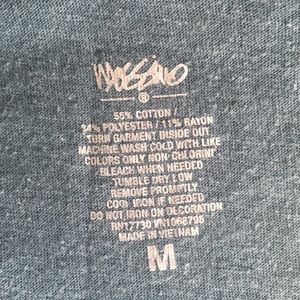 Mossimo
®
55% COTTON /
34% POLYESTER / 11% RAYON
TURN GARMENT INSIDE OUT
MACHINE WASH COLD WITH LIKE
COLORS ONLY NON-CHLORINE
BLEACH WHEN NEEDED
TUMBLE DRY LOW
REMOVE PROMPTLY
COOL IRON IF NEEDED
DO NOT IRON ON DECORATION
RN17730 VN1068795
MADE IN VIETNAM
M